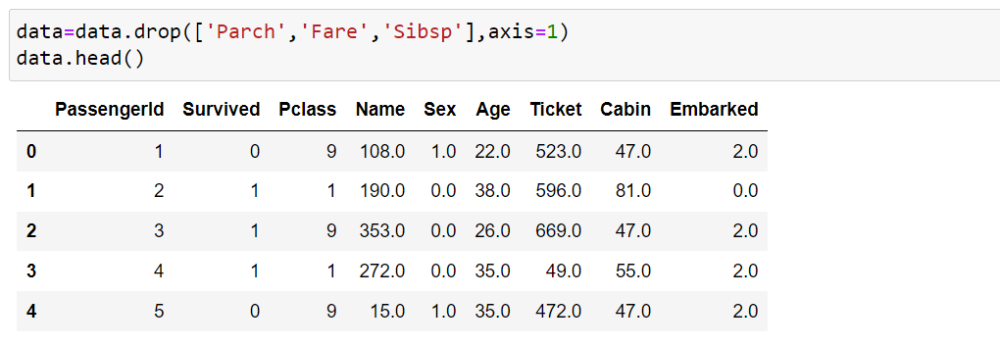 data=data.drop(['Parch','Fare','Sibsp'],axis=1)
data.head()
PassengerId Survived Pclass Name Sex Age Ticket Cabin Embarked
0 1 0 9 108.0 1.0 22.0 523.0 47.0 2.0
1 2 1 1 190.0 0.0 38.0 596.0 81.0 0.0
2 3 1 9 353.0 0.0 26.0 669.0 47.0 2.0
3 4 1 1 272.0 0.0 35.0 49.0 55.0 2.0
4 5 0 9 15.0 1.0 35.0 472.0 47.0 2.0